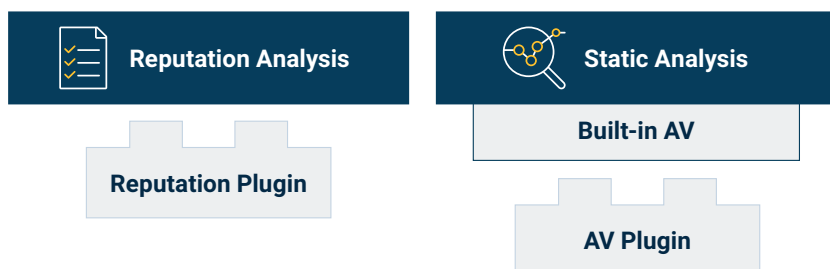 Reputation Analysis
Reputation Plugin
Static Analysis
Built-in AV
AV Plugin